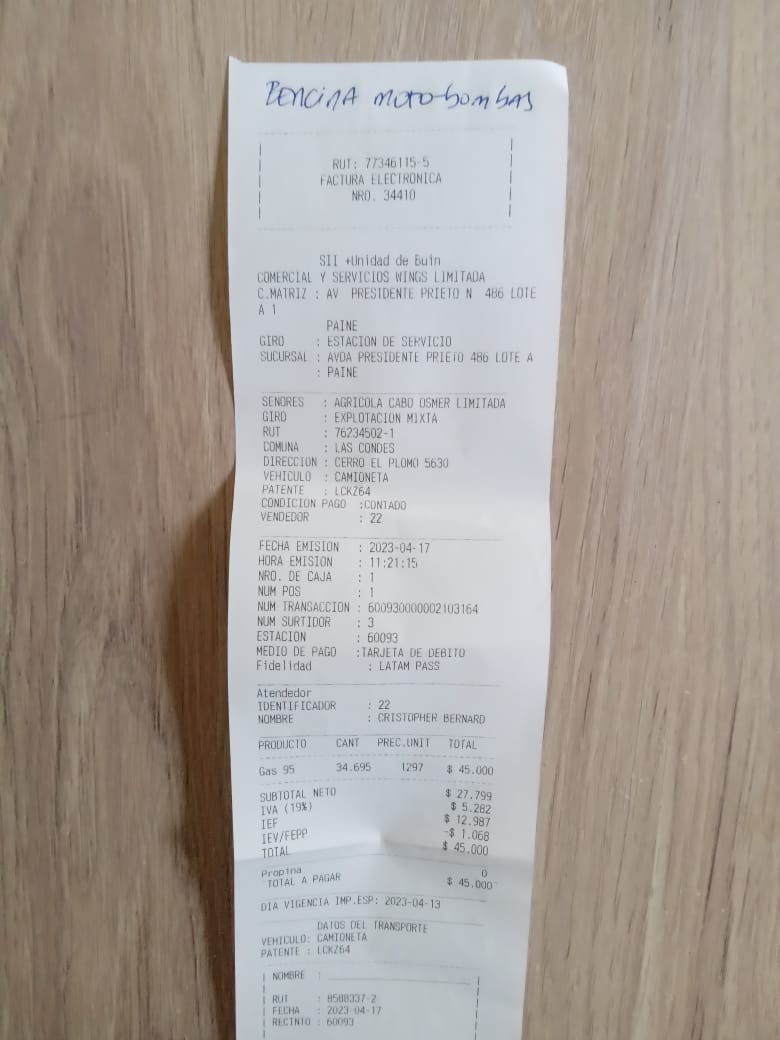 BENCINA MOTO-BOMBAS
RUT: 77346115-5
FACTURA ELECTRONICA
NRO. 34410
SII +Unidad de Buin
COMERCIAL Y SERVICIOS WINGS LIMITADA
C.MATRIZ : AV PRESIDENTE PRIETO N 486 LOTE
A 1
PAINE
GIRO : ESTACION DE SERVICIO
SUCURSAL : AVDA PRESIDENTE PRIETO 486 LOTE A
: PAINE
SENORES : AGRICOLA CABO OSMER LIMITADA
GIRO : EXPLOTACION MIXTA
RUT : 76234502-1
COMUNA : LAS CONDES
DIRECCION : CERRO EL PLOMO 5630
VEHICULO : CAMIONETA
PATENTE : LCKZ64
CONDICION PAGO :CONTADO
VENDEDOR : 22
FECHA EMISION : 2023-04-17
HORA EMISION : 11:21:15
NRO. DE CAJA : 1
NUM POS : 1
NUM TRANSACCION : 600930000002103164
NUM SURTIDOR : 3
ESTACION : 60093
MEDIO DE PAGO :TARJETA DE DEBITO
Fidelidad : LATAM PASS
Atendedor
IDENTIFICADOR : 22
NOMBRE : CRISTOPHER BERNARD
PRODUCTO CANT PREC.UNIT TOTAL
Gas 95 34.695 1297 $ 45.000
SUBTOTAL NETO $ 27.799
IVA (19%) $ 5.282
IEF $ 12.987
IEV/FEPP -$ 1.068
TOTAL $ 45.000
Propina 0
TOTAL A PAGAR $ 45.000
DIA VIGENCIA IMP.ESP: 2023-04-13
DATOS DEL TRANSPORTE
VEHICULO: CAMIONETA
PATENTE : LCKZ64
NOMBRE :
RUT : 8508337-2
FECHA : 2023-04-17
RECINTO : 60093